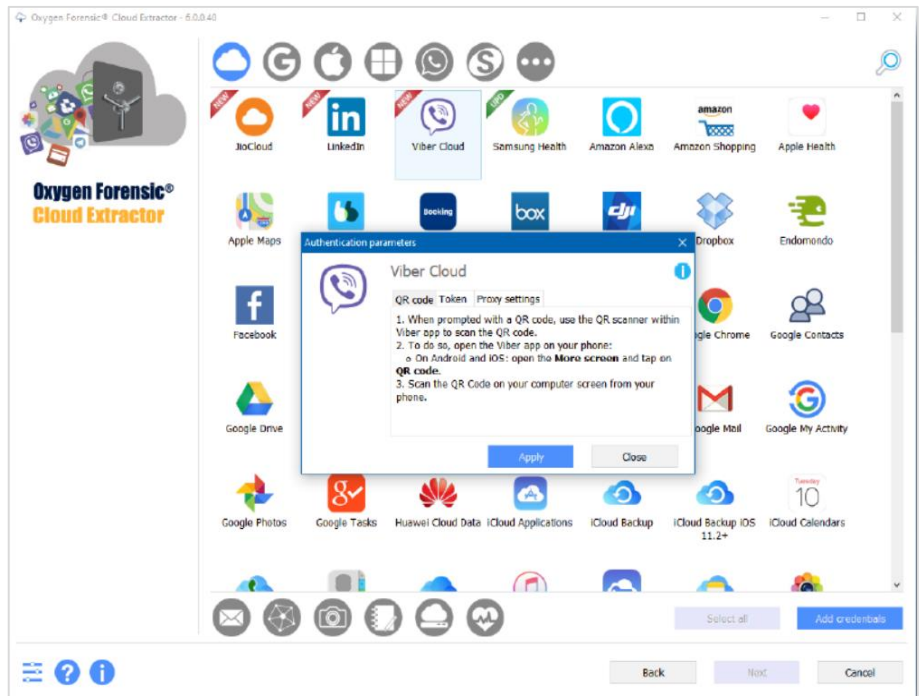 Oxygen Forensic® Cloud Extractor - 6.0.0.40
NEW
NEW
NEW
UPD
amazon
JioCloud
LinkedIn
Viber Cloud
Samsung Health
Amazon Alexa
Amazon Shopping
Apple Health
Oxygen Forensic®
Cloud Extractor
Booking
box
dji
Apple Maps
Dropbox
Endomondo
Authentication parameters
Viber Cloud
QR code Token Proxy settings
1. When prompted with a QR code, use the QR scanner within
Viber app to scan the QR code.
2. To do so, open the Viber app on your phone:
o On Android and iOS: open the More screen and tap on
QR code.
3. Scan the QR Code on your computer screen from your
phone.
Apply
Close
Facebook
gle Chrome
Google Contacts
Google Drive
oogle Mail
Google My Activity
Tuesday
10
Google Photos
Google Tasks
Huawei Cloud Data
iCloud Applications
iCloud Backup
iCloud Backup iOS
11.2+
iCloud Calendars
Select all
Add credentials
Back
Next
Cancel